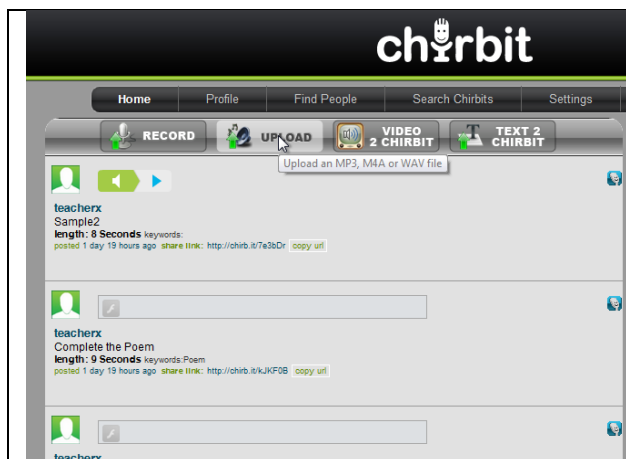 chirbit
Home Profile Find People Search Chirbits Settings
RECORD UPLOAD VIDEO 2 CHIRBIT TEXT 2 CHIRBIT
Upload an MP3, M4A or WAV file
teacherx
Sample2
length: 8 Seconds keywords:
posted 1 day 19 hours ago share link: http://chirb.it/7e3bDr copy url
teacherx
Complete the Poem
length: 9 Seconds keywords:Poem
posted 1 day 19 hours ago share link: http://chirb.it/kJKF0B copy url
teacherx